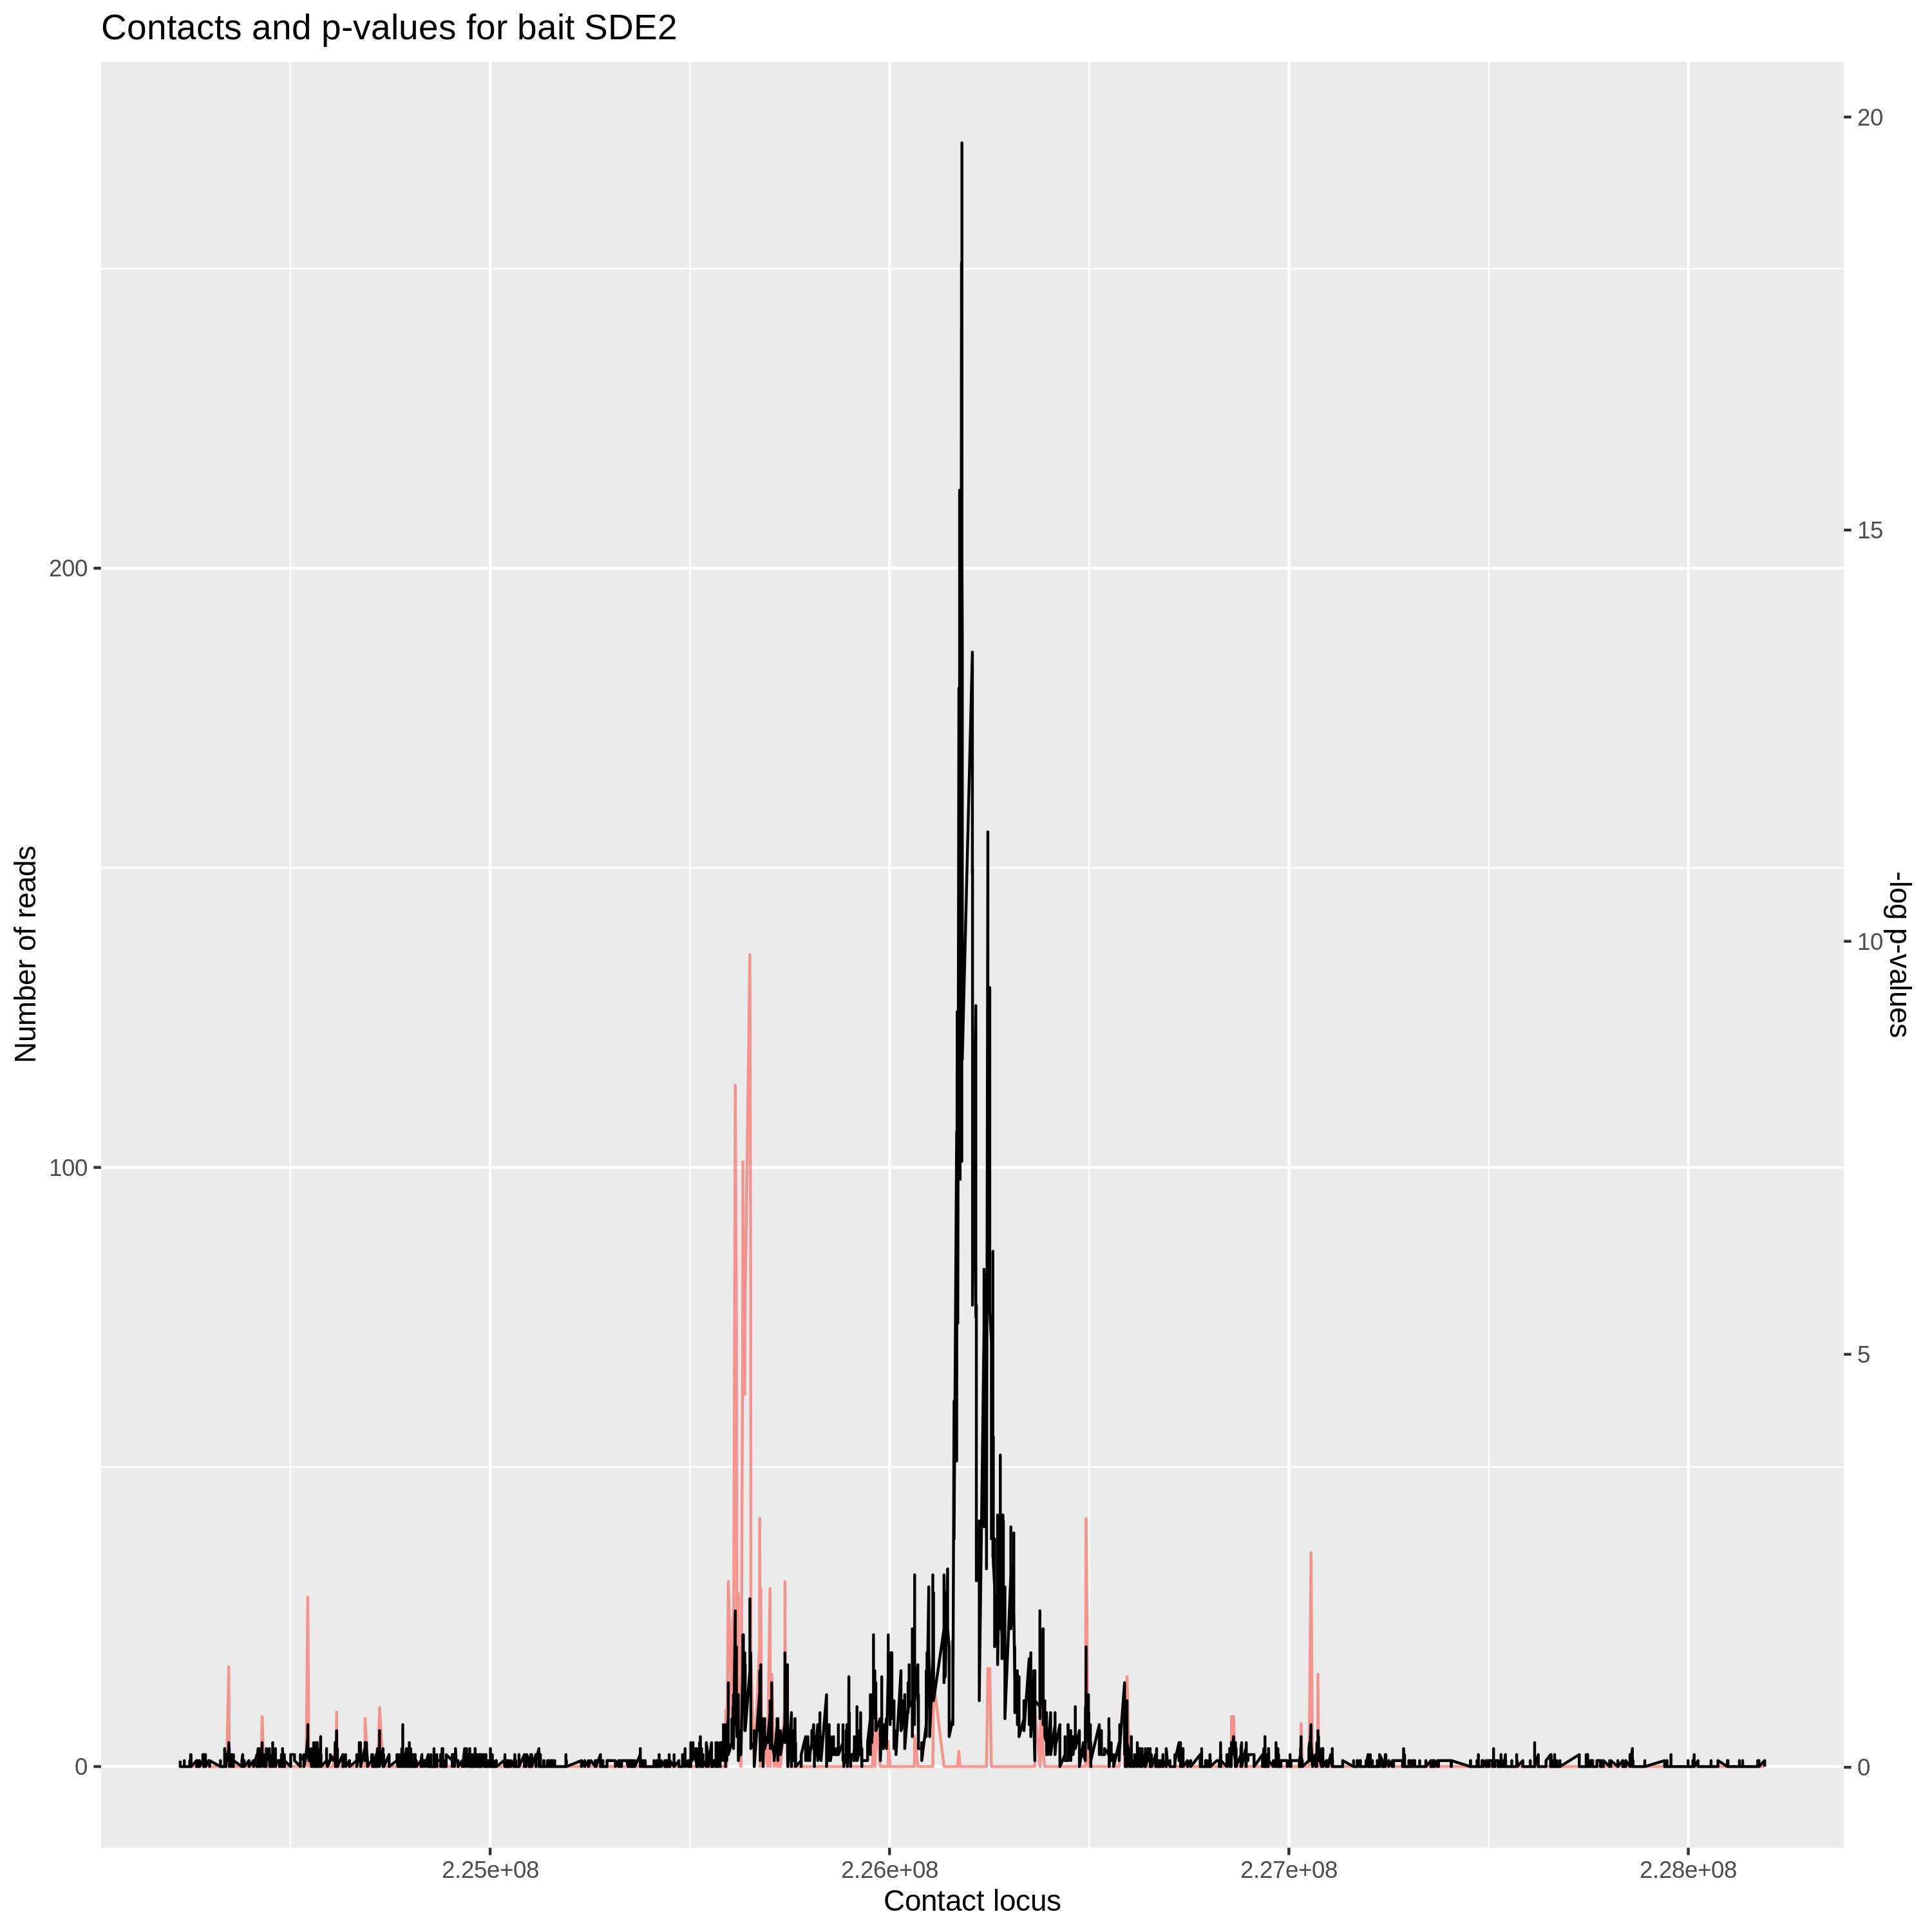 Contacts and p-values for bait SDE2
Number of reads
200
100
0
20
15
10
5
0
-log p-values
2.25e+08
2.26e+08
2.27e+08
2.28e+08
Contact locus